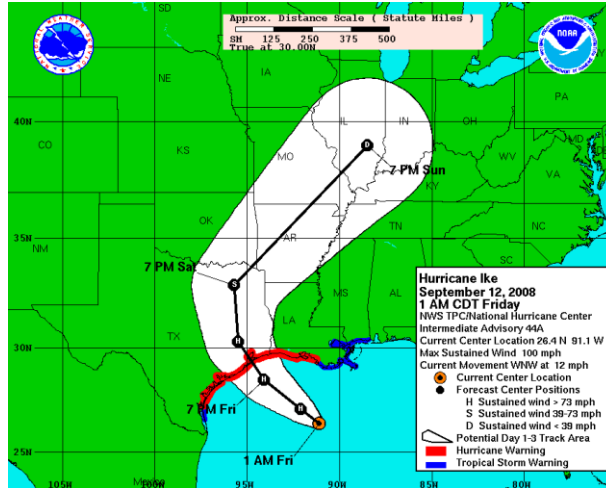 Approx. Distance Scale ( Statute Miles )
SM 125 250 375 500
True at 30.00N
NOAA
NE
IA
IL
IN
OH
PA
MD
CO
KS
MO
WV
VA
KY
7 PM Sun
D
40N
35N
30N
25N
NM
OK
AR
TN
NC
SC
MS
AL
LA
TX
7 PM Sat
S
H
H
H
7 PM Fri
1 AM Fri
Mexico
105W
95W
90W
85W
80W
Hurricane Ike
September 12, 2008
1 AM CDT Friday
NWS TPC/National Hurricane Center
Intermediate Advisory 44A
Current Center Location 26.4 N 91.1 W
Max Sustained Wind 100 mph
Current Movement WNW at 12 mph
Current Center Location
Forecast Center Positions
H Sustained wind > 73 mph
S Sustained wind 39-73 mph
D Sustained wind < 39 mph
Potential Day 1-3 Track Area
Hurricane Warning
Tropical Storm Warning